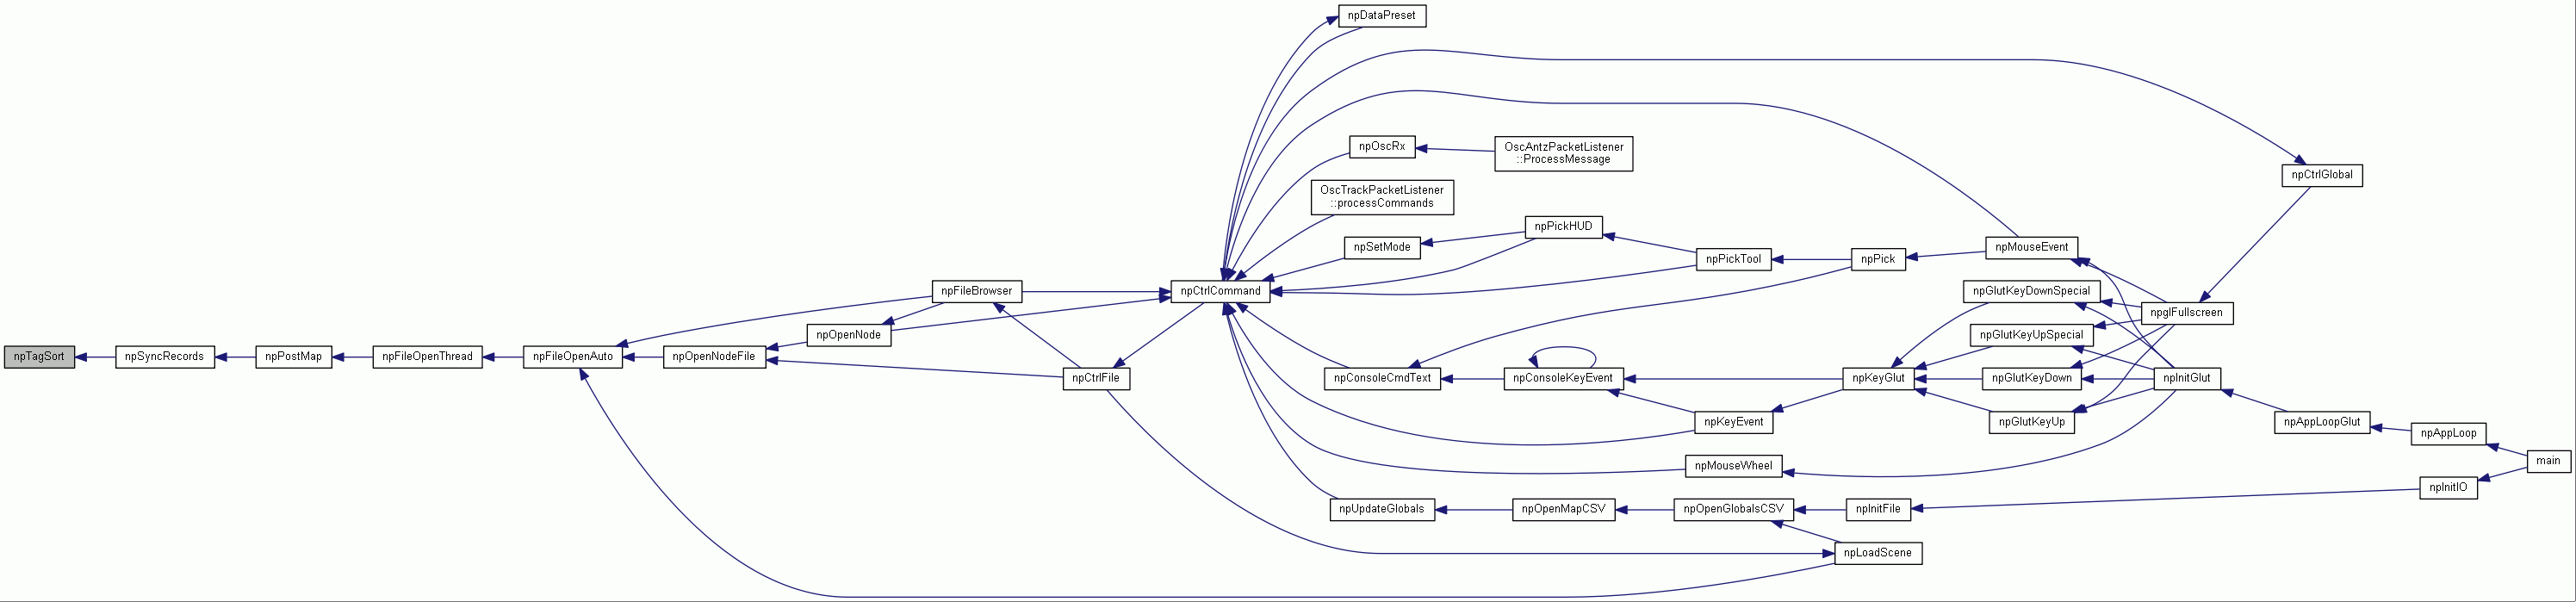 npDataPreset
npOscRx
OscAntzPacketListener
::ProcessMessage
npCtrlGlobal
OscTrackPacketListener
::processCommands
npPickHUD
npSetMode
npMouseEvent
npPickTool
npPick
npFileBrowser
npCtrlCommand
npGlutKeyDownSpecial
npglFullscreen
npOpenNode
npGlutKeyUpSpecial
npTagSort
npSyncRecords
npPostMap
npFileOpenThread
npFileOpenAuto
npOpenNodeFile
npCtrlFile
npConsoleCmdText
npConsoleKeyEvent
npKeyGlut
npGlutKeyDown
npInitGlut
npKeyEvent
npGlutKeyUp
npAppLoopGlut
npAppLoop
npMouseWheel
main
npInitIO
npUpdateGlobals
npOpenMapCSV
npOpenGlobalsCSV
npInitFile
npLoadScene